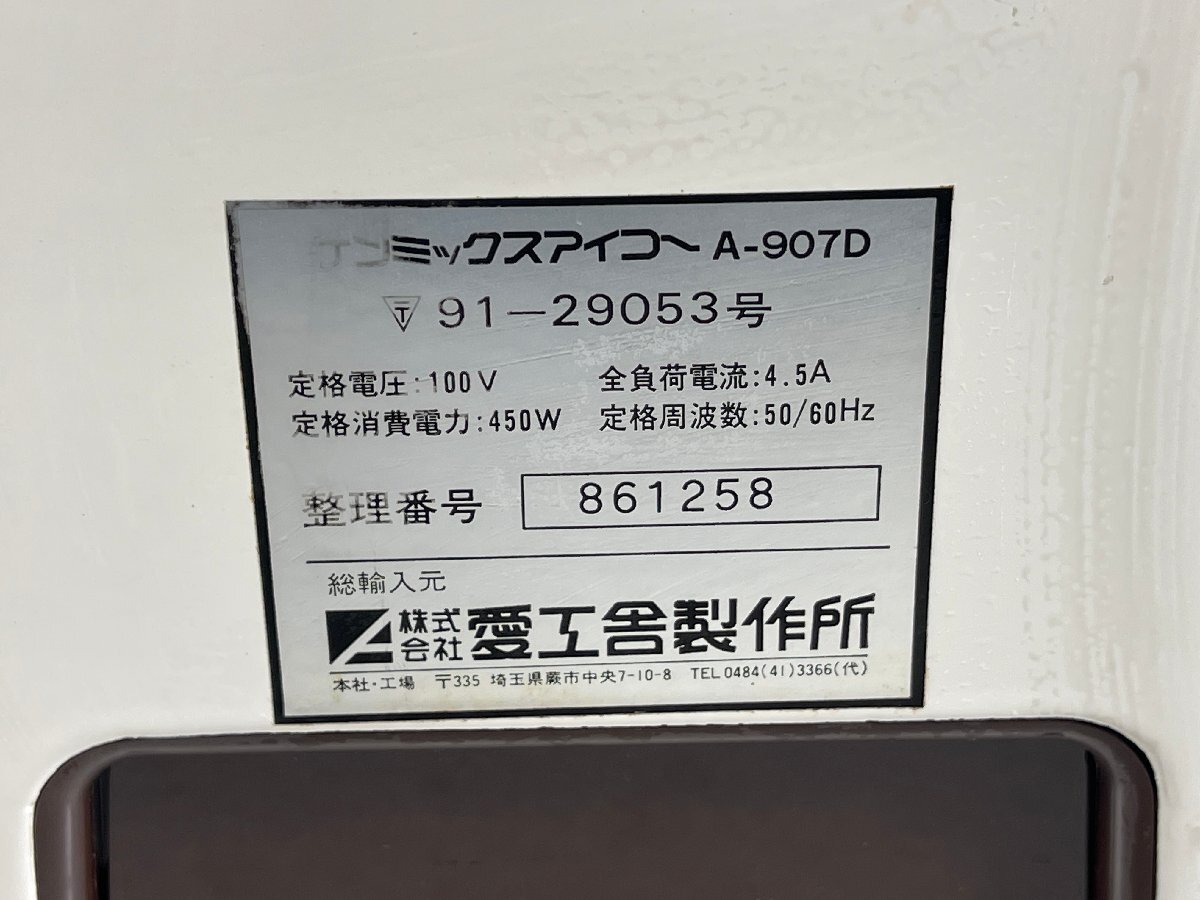 ケンミックスアイコー A-907D
〒 91-29053号
定格電圧:100V 全負荷電流:4.5A
定格消費電力:450W 定格周波数:50/60Hz
整理番号 861258
総輸入元
株式会社 愛工舎製作所
本社・工場 〒335 埼玉県蕨市中央7-10-8 TEL0484(41)3366(代)